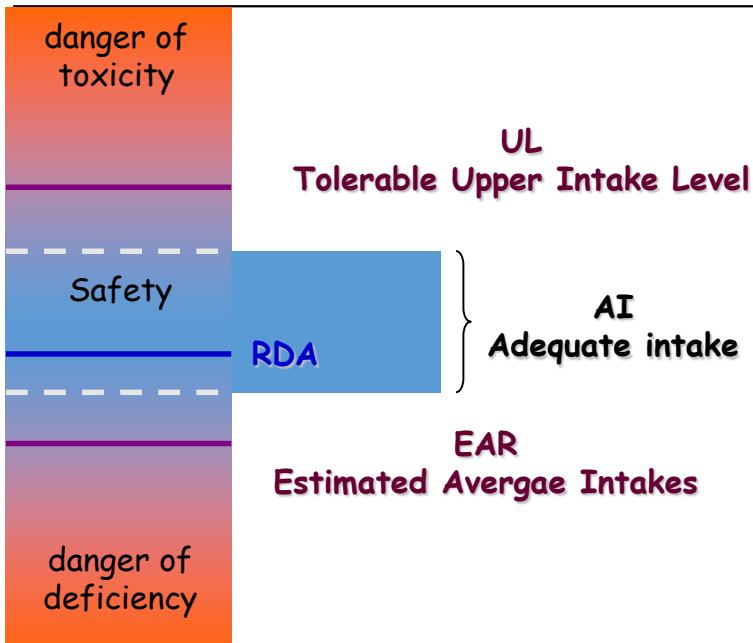 danger of
toxicity
UL
Tolerable Upper Intake Level
Safety
AI
Adequate intake
RDA
EAR
Estimated Avergae Intakes
danger of
deficiency